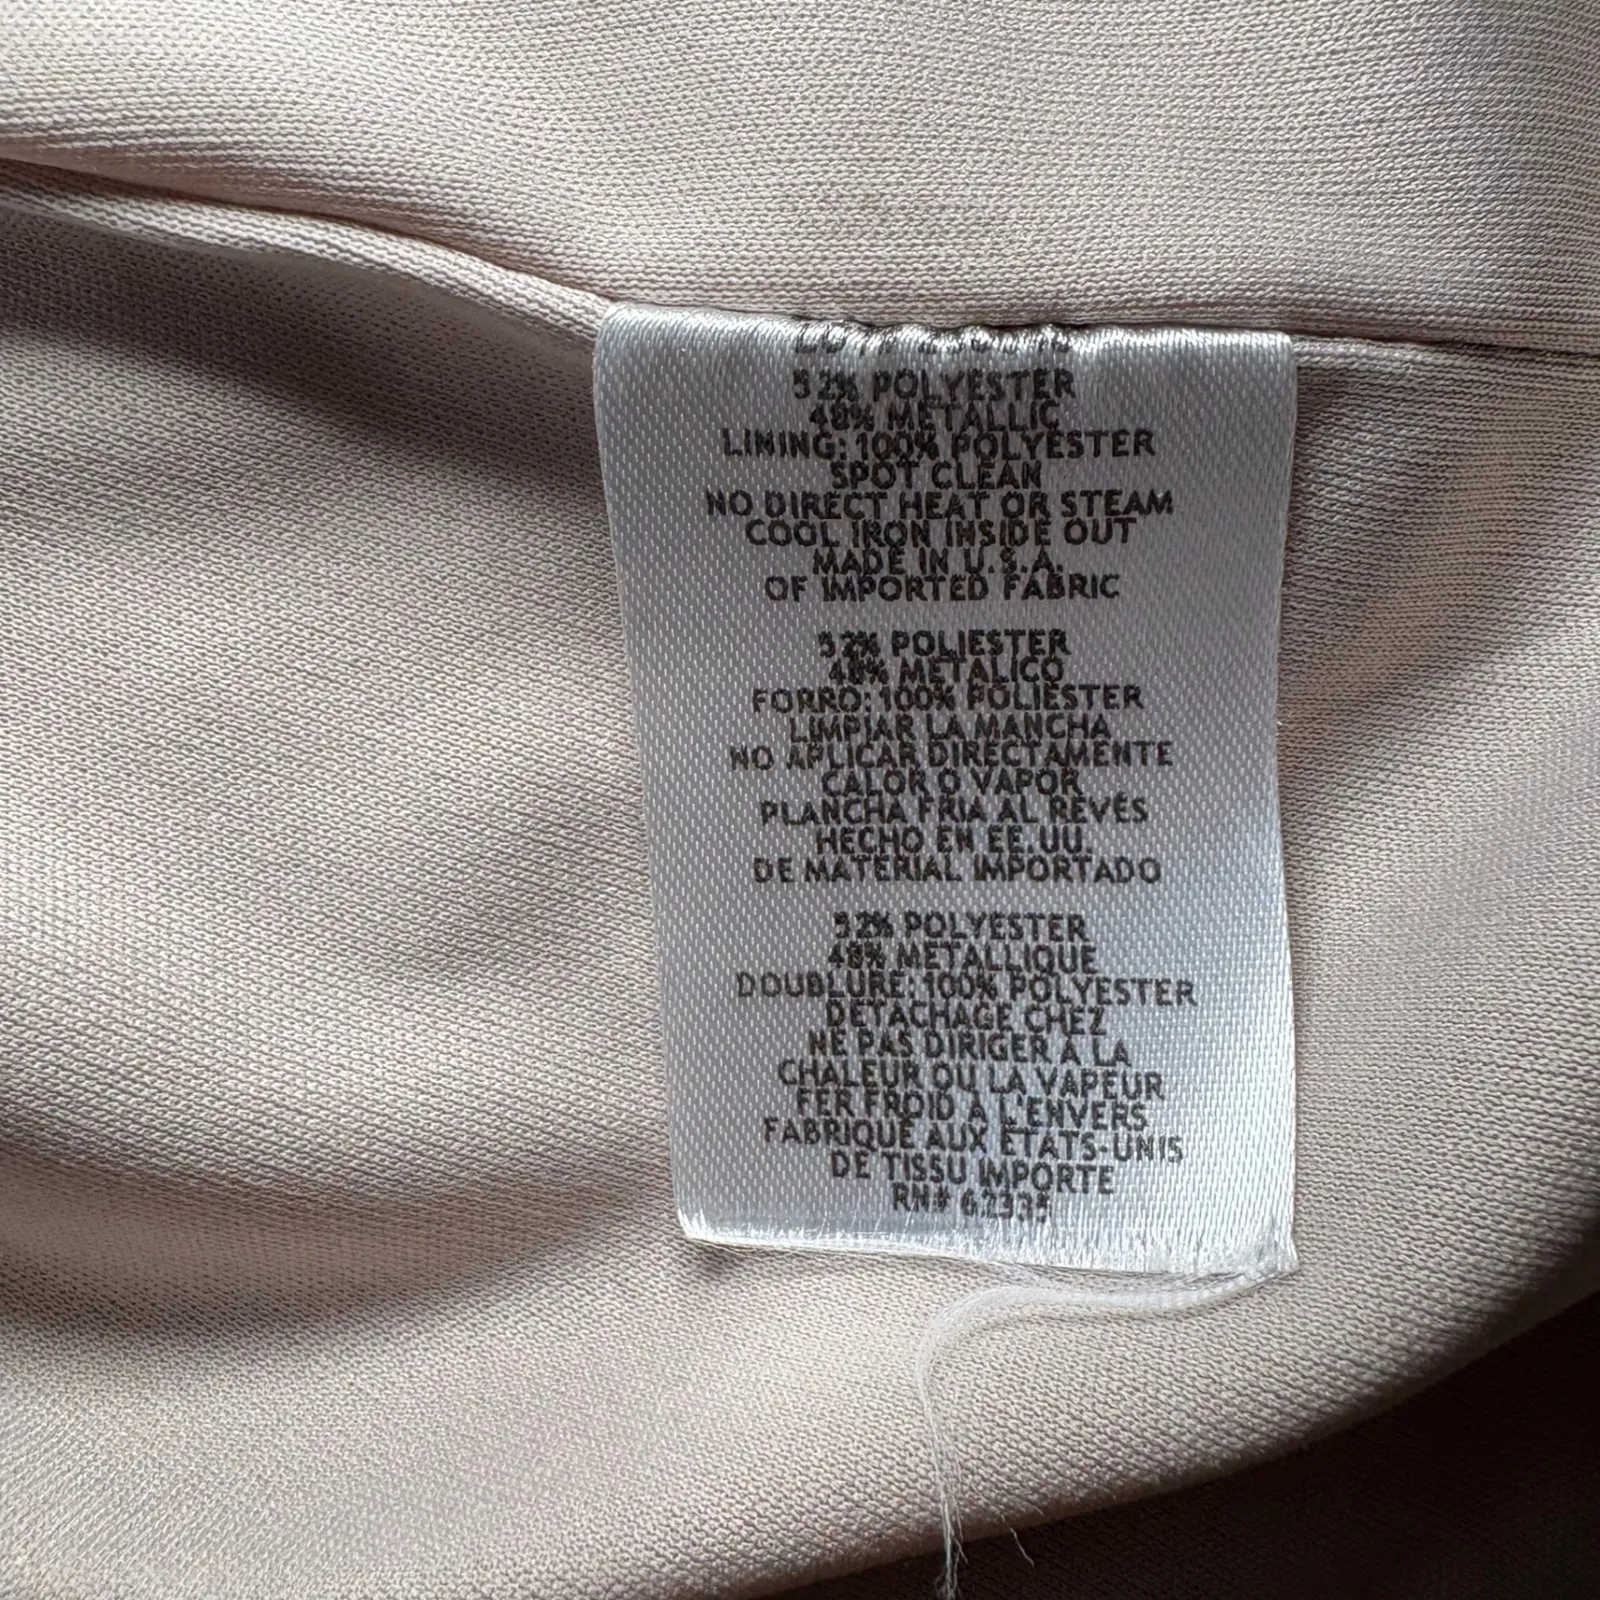 52% POLYESTER
48% METALLIC
LINING: 100% POLYESTER
SPOT CLEAN
NO DIRECT HEAT OR STEAM
COOL IRON INSIDE OUT
MADE IN U.S.A.
OF IMPORTED FABRIC
52% POLIESTER
48% METALICO
FORRO: 100% POLIESTER
LIMPIAR LA MANCHA
NO APLICAR DIRECTAMENTE
CALOR O VAPOR
PLANCHA FRIA AL REVÉS
HECHO EN EE.UU.
DE MATERIAL IMPORTADO
52% POLYESTER
48% METALLIQUE
DOUBLURE: 100% POLYESTER
DETACHAGE CHEZ
NE PAS DIRIGER A LA
CHALEUR OU LA VAPEUR
FER FROID A L'ENVERS
FABRIQUE AUX ETATS-UNIS
DE TISSU IMPORTE
RN# 62335